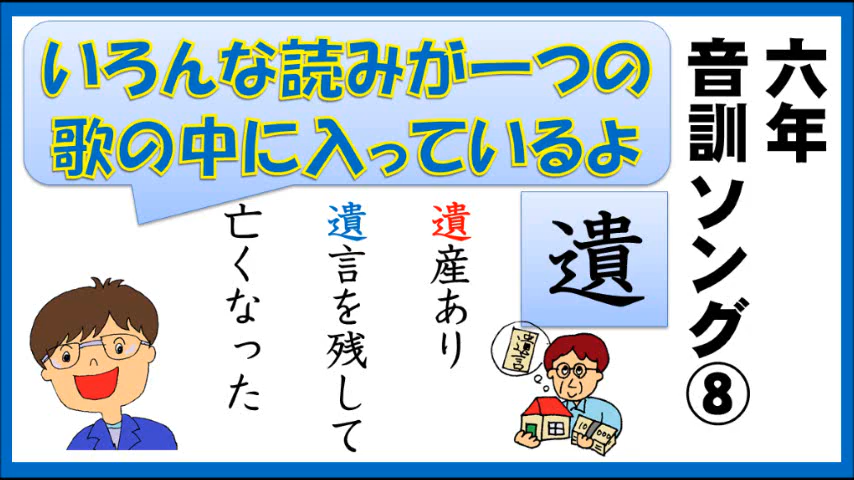 六年
音訓ソング⑧
いろんな読みが一つの
歌の中に入っているよ
遺
遺産あり
遺言を残して
亡くなった
遺言